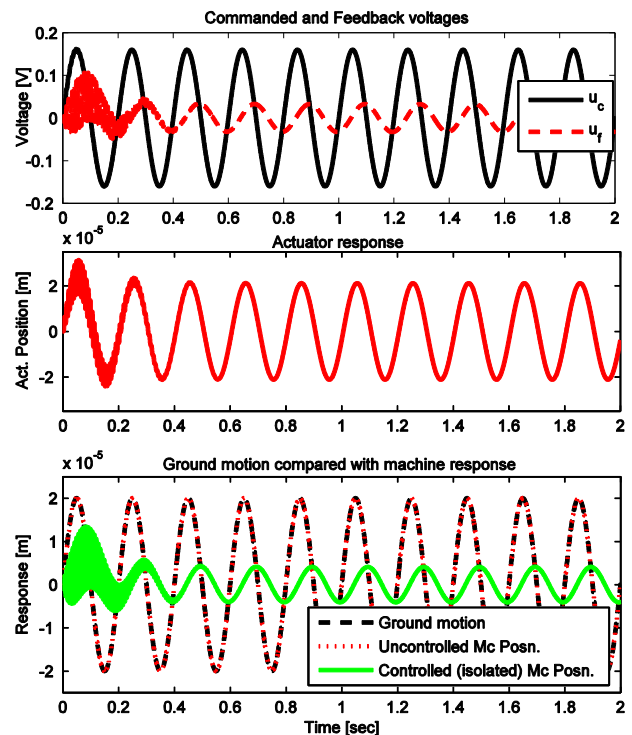 Commanded and Feedback voltages
Voltage [V]
0.2
0.1
0
-0.1
-0.2
u_c
u_f
0 0.2 0.4 0.6 0.8 1 1.2 1.4 1.6 1.8 2
x 10^-5
Actuator response
Act. Position [m]
2
0
-2
0 0.2 0.4 0.6 0.8 1 1.2 1.4 1.6 1.8 2
x 10^-5
Ground motion compared with machine response
Response [m]
2
1
0
-1
-2
Ground motion
Uncontrolled Mc Posn.
Controlled (isolated) Mc Posn.
0 0.2 0.4 0.6 0.8 1 1.2 1.4 1.6 1.8 2
Time [sec]